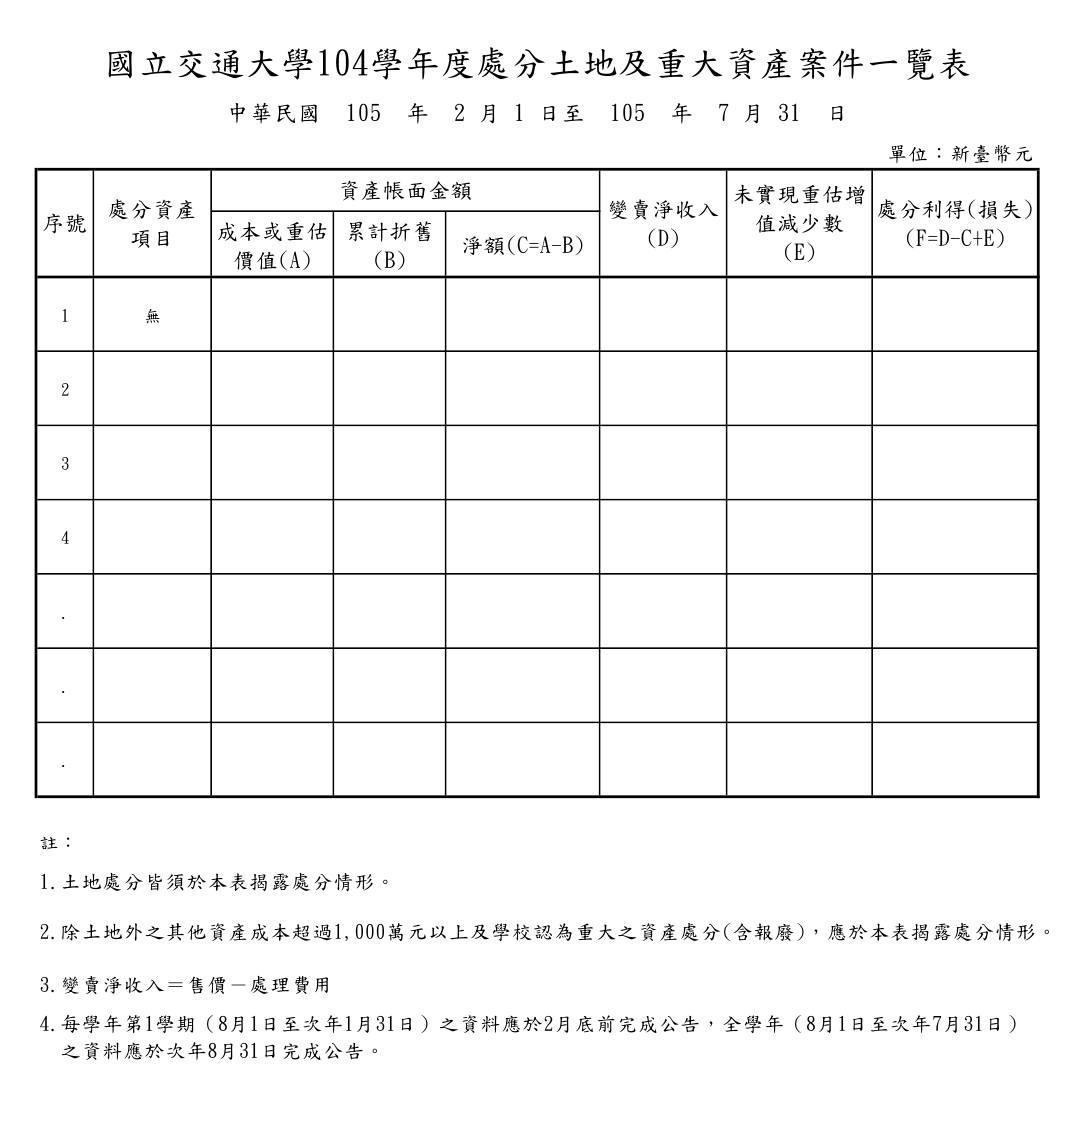 國立交通大學104學年度處分土地及重大資產案件一覽表
中華民國 105 年 2 月 1 日至 105 年 7 月 31 日
單位：新臺幣元
序號
處分資產
項目
資產帳面金額
成本或重估
價值(A)
累計折舊
(B)
淨額(C=A-B)
變賣淨收入
(D)
未實現重估增
值減少數
(E)
處分利得(損失)
(F=D-C+E)
1 無
2
3
4
.
.
.
註：
1.土地處分皆須於本表揭露處分情形。
2.除土地外之其他資產成本超過1,000萬元以上及學校認為重大之資產處分(含報廢)，應於本表揭露處分情形。
3.變賣淨收入＝售價－處理費用
4.每學年第1學期（8月1日至次年1月31日）之資料應於2月底前完成公告，全學年（8月1日至次年7月31日）
之資料應於次年8月31日完成公告。